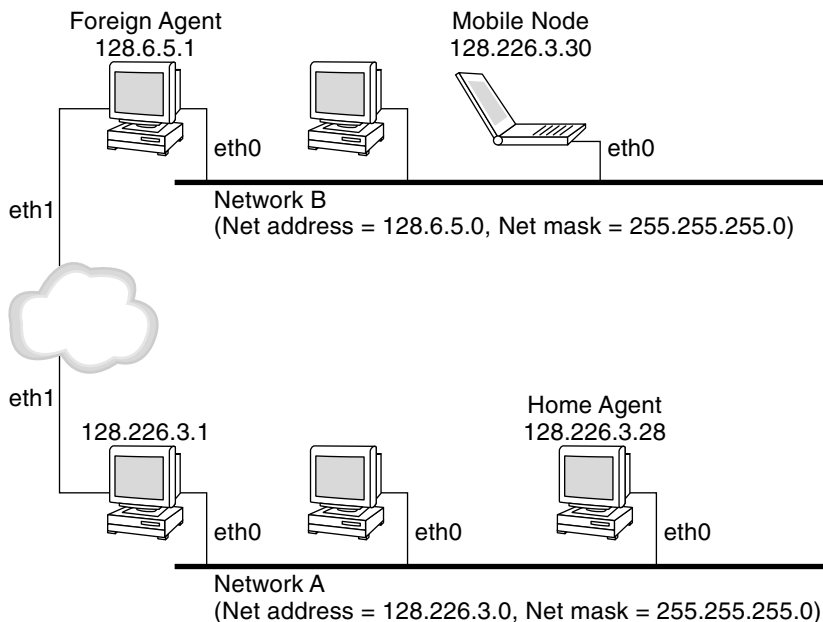 Foreign Agent
128.6.5.1
Mobile Node
128.226.3.30
eth0
eth0
eth1
Network B
(Net address = 128.6.5.0, Net mask = 255.255.255.0)
eth1
128.226.3.1
Home Agent
128.226.3.28
eth0
eth0
eth0
Network A
(Net address = 128.226.3.0, Net mask = 255.255.255.0)